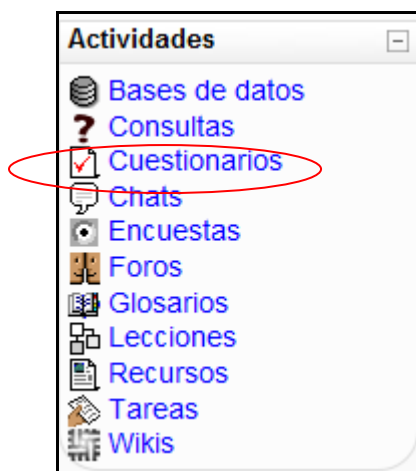 Actividades
Bases de datos
Consultas
Cuestionarios
Chats
Encuestas
Foros
Glosarios
Lecciones
Recursos
Tareas
Wikis